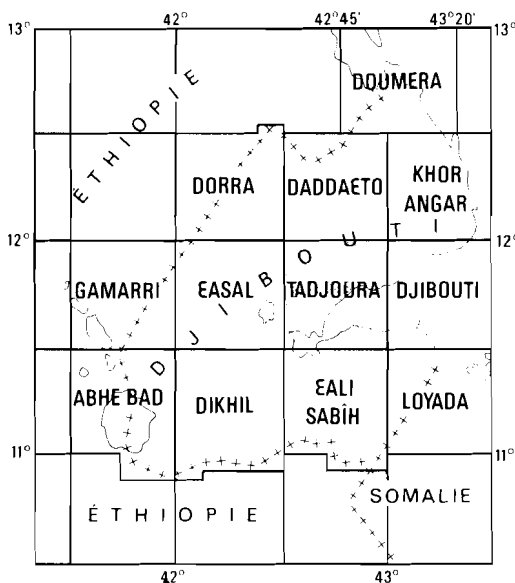 42° 42°45' 43°20'
13° 13°
DOUMERA
ÉTHIOPIE
DORRA DADDAETO KHOR ANGAR
12° 12°
DJIBOUTI
GAMARRI EASAL TADJOURA DJIBOUTI
ABHE BAD DIKHIL EALI SABÎH LOYADA
11° 11°
ÉTHIOPIE SOMALIE
42° 43°